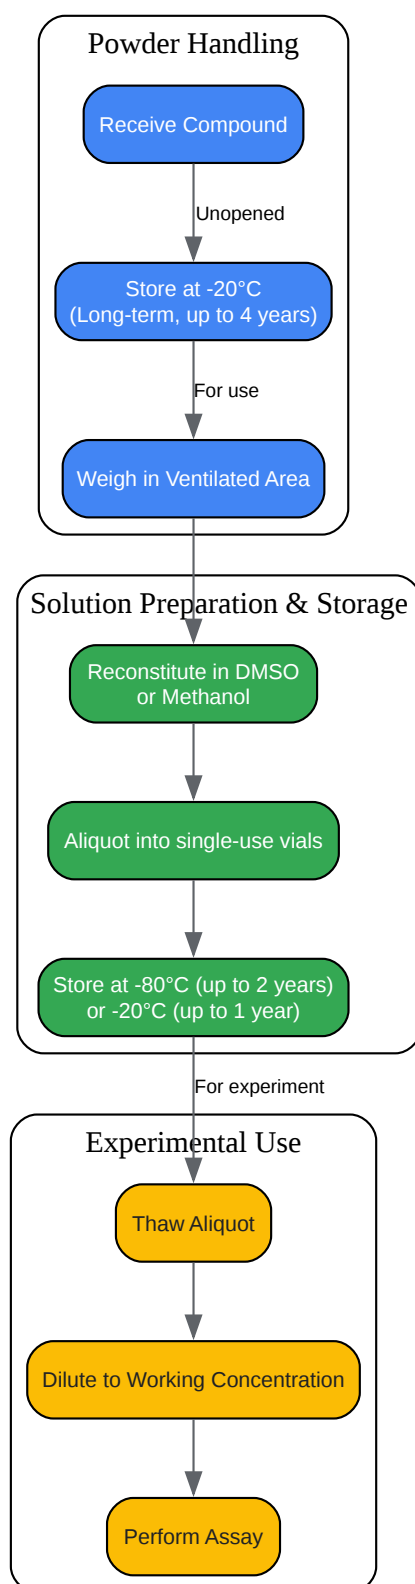 Powder Handling
Receive Compound
Unopened
Store at -20°C
(Long-term, up to 4 years)
For use
Weigh in Ventilated Area
Solution Preparation & Storage
Reconstitute in DMSO
or Methanol
Aliquot into single-use vials
Store at -80°C (up to 2 years)
or -20°C (up to 1 year)
For experiment
Experimental Use
Thaw Aliquot
Dilute to Working Concentration
Perform Assay